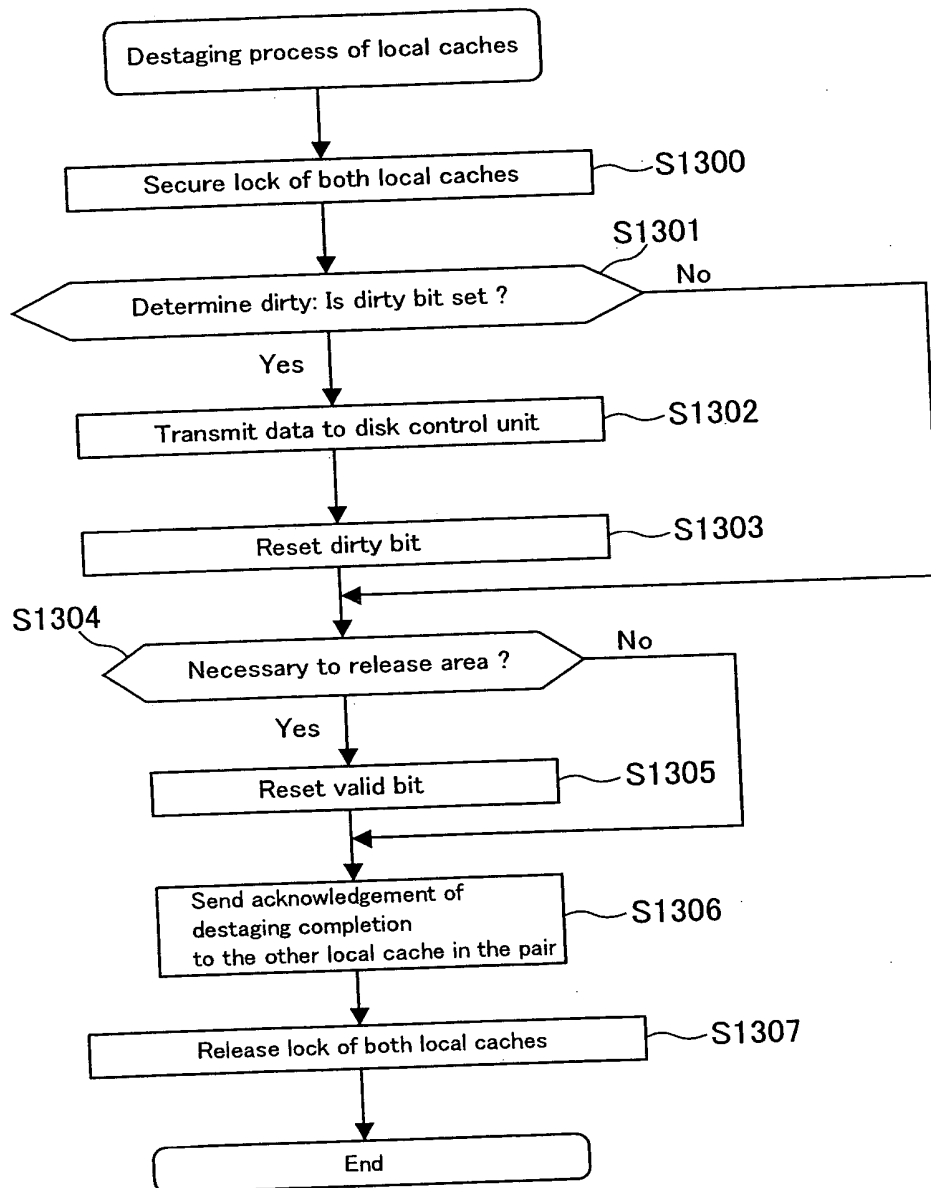 Destaging process of local caches
Secure lock of both local caches
S1300
S1301
Determine dirty: Is dirty bit set ?
No
Yes
Transmit data to disk control unit
S1302
Reset dirty bit
S1303
S1304
Necessary to release area ?
No
Yes
Reset valid bit
S1305
Send acknowledgement of
destaging completion
to the other local cache in the pair
S1306
Release lock of both local caches
S1307
End